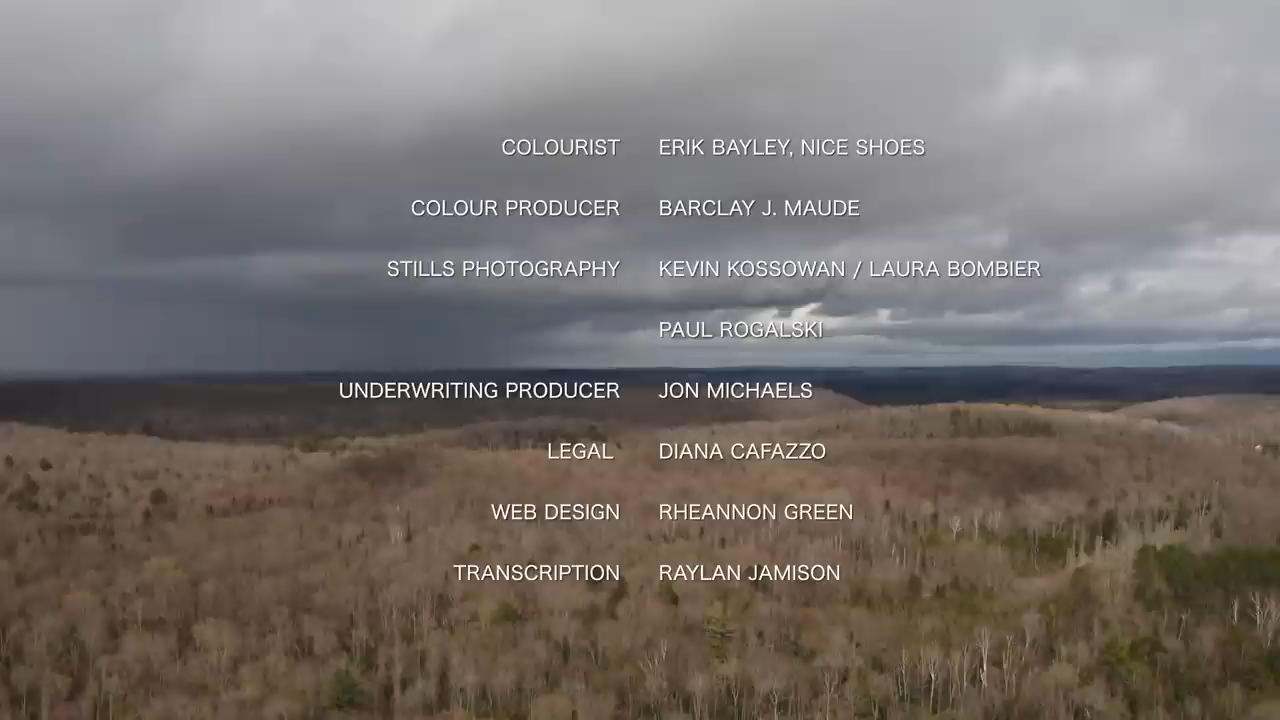 COLOURIST ERIK BAYLEY, NICE SHOES
COLOUR PRODUCER BARCLAY J. MAUDE
STILLS PHOTOGRAPHY KEVIN KOSSOWAN / LAURA BOMBIER
PAUL ROGALSKI
UNDERWRITING PRODUCER JON MICHAELS
LEGAL DIANA CAFAZZO
WEB DESIGN RHEANNON GREEN
TRANSCRIPTION RAYLAN JAMISON